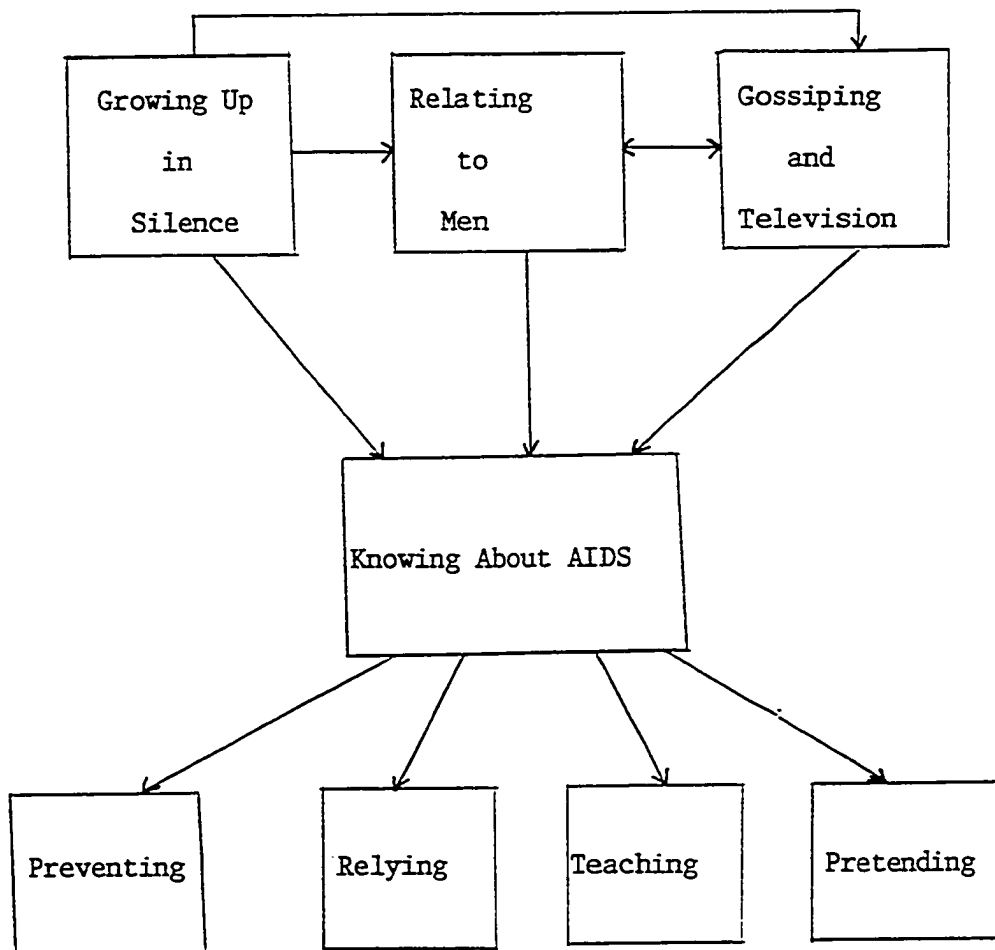 Growing Up
in
Silence
Relating
to
Men
Gossiping
and
Television
Knowing About AIDS
Preventing
Relying
Teaching
Pretending